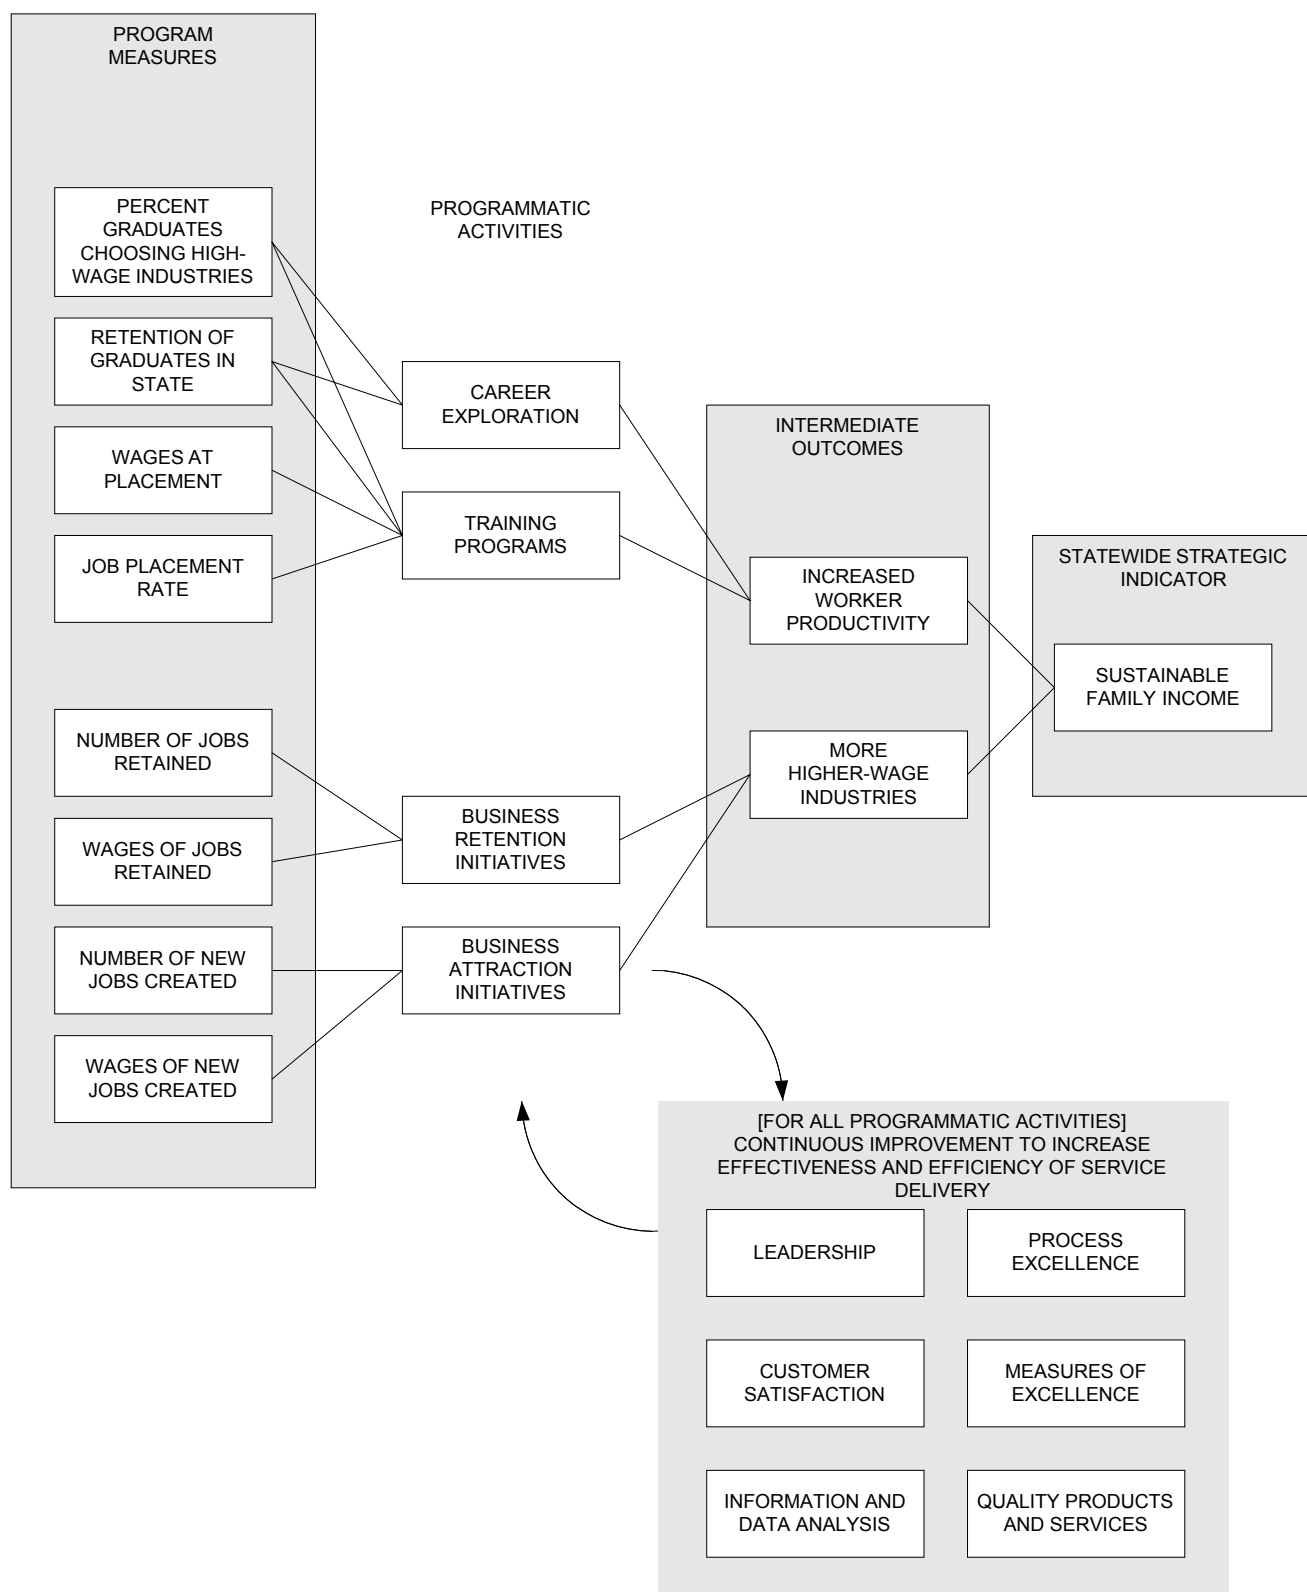 PROGRAM
MEASURES
PERCENT
GRADUATES
CHOOSING HIGH-
WAGE INDUSTRIES
RETENTION OF
GRADUATES IN
STATE
WAGES AT
PLACEMENT
JOB PLACEMENT
RATE
NUMBER OF JOBS
RETAINED
WAGES OF JOBS
RETAINED
NUMBER OF NEW
JOBS CREATED
WAGES OF NEW
JOBS CREATED
PROGRAMMATIC
ACTIVITIES
CAREER
EXPLORATION
TRAINING
PROGRAMS
BUSINESS
RETENTION
INITIATIVES
BUSINESS
ATTRACTION
INITIATIVES
INTERMEDIATE
OUTCOMES
INCREASED
WORKER
PRODUCTIVITY
MORE
HIGHER-WAGE
INDUSTRIES
STATEWIDE STRATEGIC
INDICATOR
SUSTAINABLE
FAMILY INCOME
[FOR ALL PROGRAMMATIC ACTIVITIES]
CONTINUOUS IMPROVEMENT TO INCREASE
EFFECTIVENESS AND EFFICIENCY OF SERVICE
DELIVERY
LEADERSHIP
PROCESS
EXCELLENCE
CUSTOMER
SATISFACTION
MEASURES OF
EXCELLENCE
INFORMATION AND
DATA ANALYSIS
QUALITY PRODUCTS
AND SERVICES